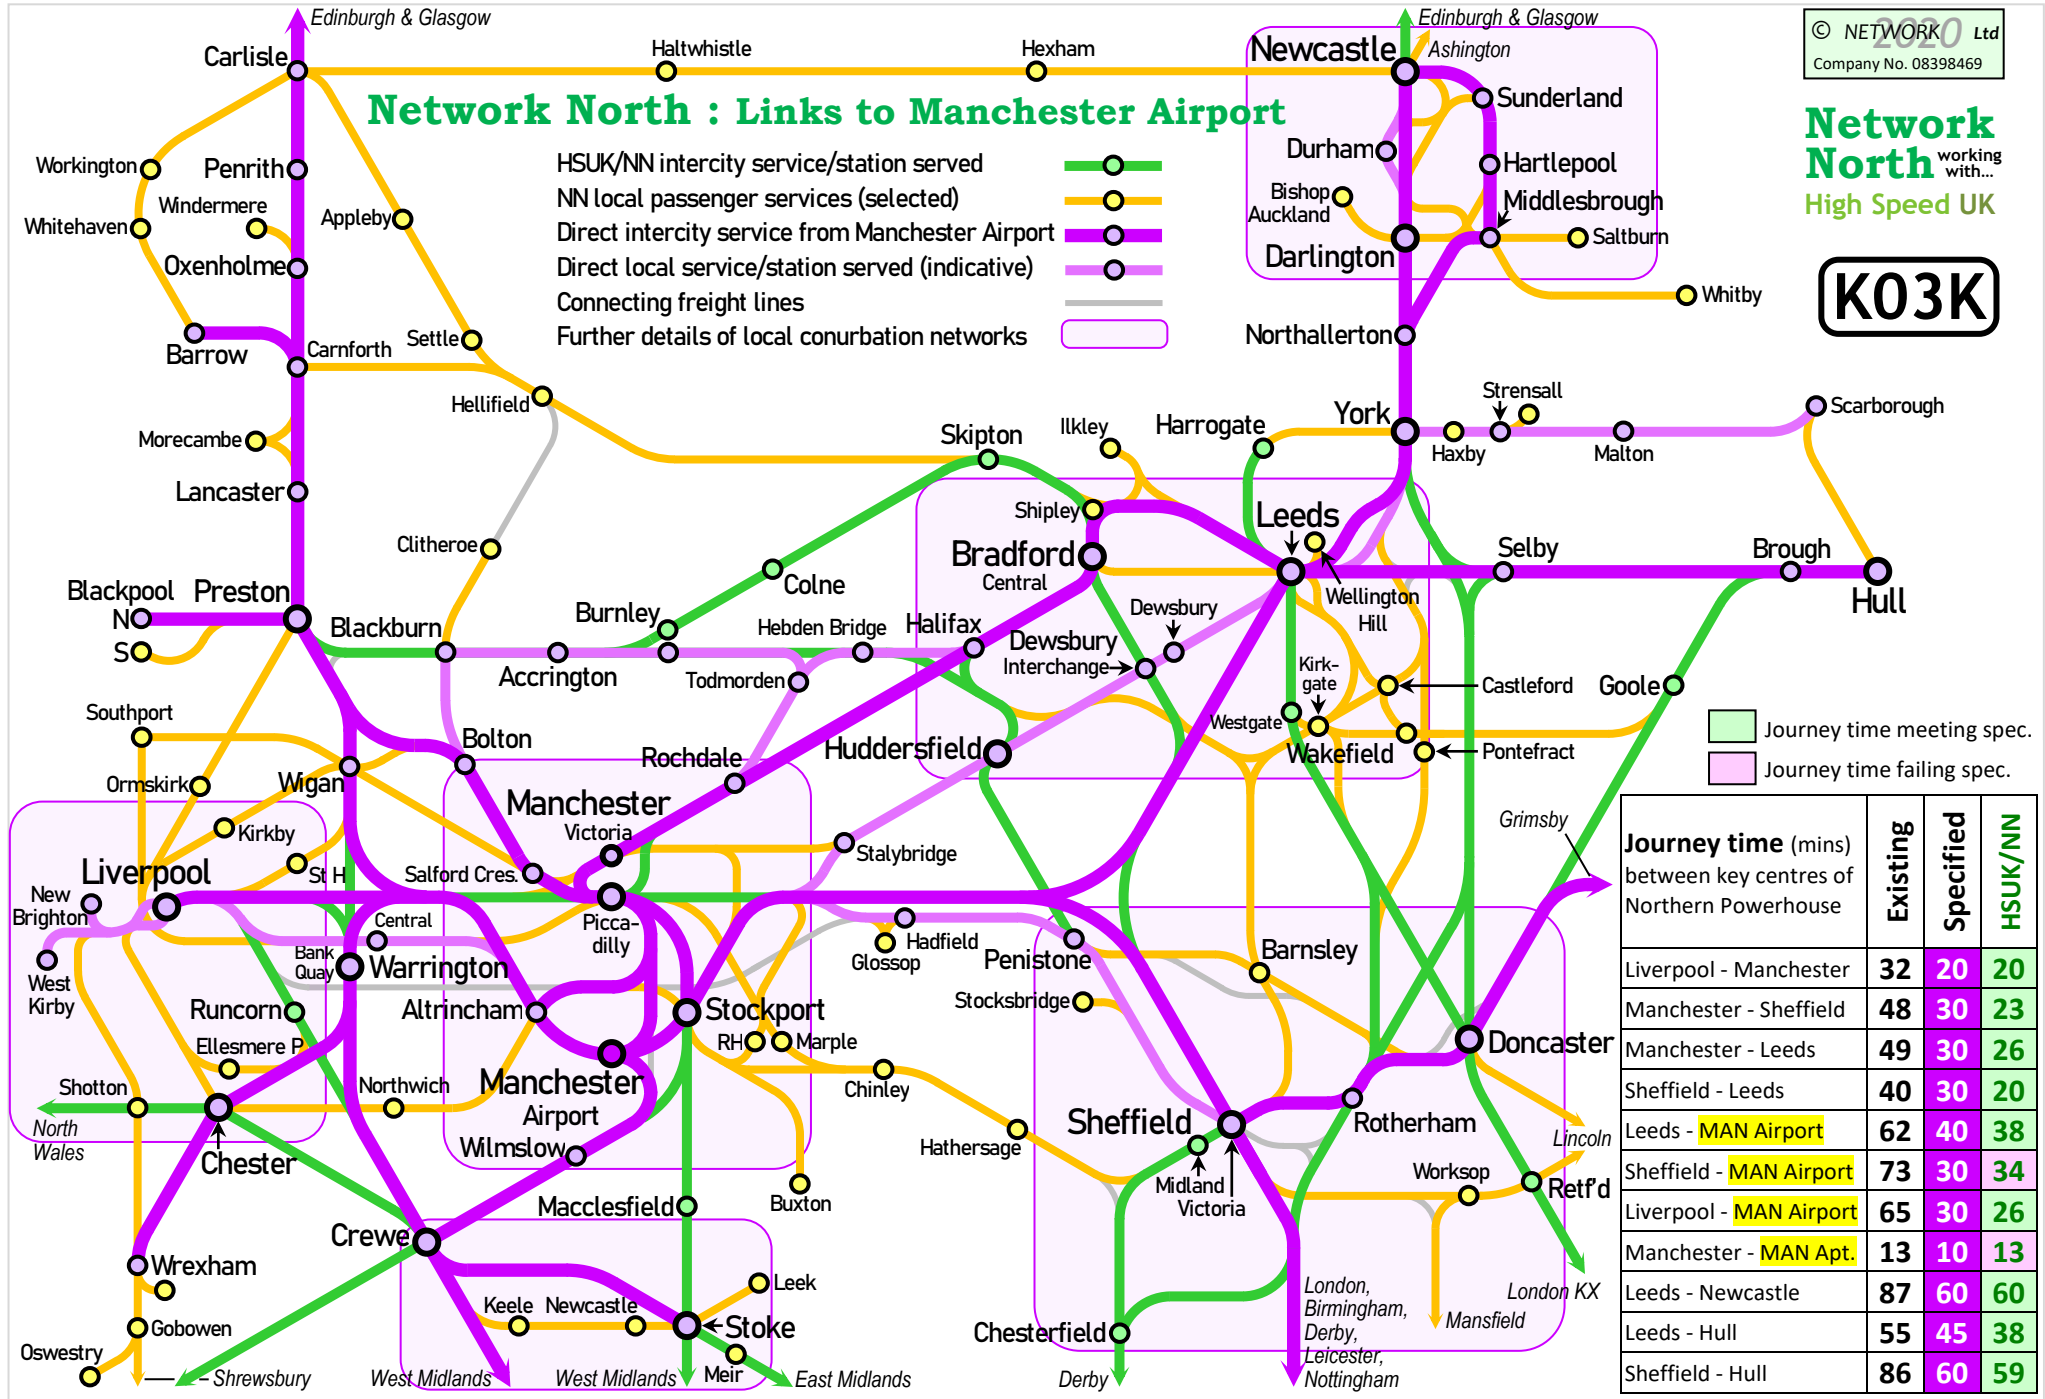 Edinburgh & Glasgow
Edinburgh & Glasgow
© NETWORK 2020 Ltd
Company No. 08398469
Carlisle
Haltwhistle
Hexham
Newcastle
Ashington
Network North : Links to Manchester Airport
Sunderland
Network
North working
with...
High Speed UK
K03K
HSUK/NN intercity service/station served
NN local passenger services (selected)
Direct intercity service from Manchester Airport
Direct local service/station served (indicative)
Connecting freight lines
Further details of local conurbation networks
Durham
Hartlepool
Bishop
Auckland
Middlesbrough
Saltburn
Darlington
Whitby
Northallerton
Workington
Penrith
Windermere
Whitehaven
Appleby
Oxenholme
Barrow
Carnforth
Settle
Hellifield
Morecambe
Lancaster
Clitheroe
Skipton
Ilkley
Harrogate
York
Strensall
Haxby
Malton
Scarborough
Shipley
Leeds
Bradford
Central
Selby
Brough
Hull
Wellington
Hill
Colne
Blackpool
N
S
Preston
Blackburn
Burnley
Accrington
Hebden Bridge
Todmorden
Halifax
Dewsbury
Dewsbury
Interchange
Kirk-
gate
Castleford
Goole
Westgate
Wakefield
Pontefract
Huddersfield
Rochdale
Southport
Ormskirk
Wigan
Bolton
Kirkby
St H
Liverpool
New
Brighton
West
Kirby
Manchester
Victoria
Salford Cres.
Stalybridge
Picca-
dilly
Central
Bank
Quay
Warrington
Hadfield
Glossop
Penistone
Barnsley
Stocksbridge
Grimsby
Runcorn
Altrincham
Stockport
RH
Marple
Ellesmere P
Shotton
Northwich
Manchester
Airport
Chinley
Doncaster
North
Wales
Chester
Wilmslow
Hathersage
Sheffield
Rotherham
Lincoln
Midland
Victoria
Worksop
Retf'd
Buxton
Macclesfield
Crewe
Wrexham
Gobowen
Oswestry
Shrewsbury
Keele
Newcastle
Leek
Stoke
Meir
West Midlands
West Midlands
East Midlands
Chesterfield
Derby
London,
Birmingham,
Derby,
Leicester,
Nottingham
Mansfield
London KX
Journey time meeting spec.
Journey time failing spec.
Journey time (mins)
between key centres of
Northern Powerhouse
Existing
Specified
HSUK/NN
Liverpool - Manchester 32 20 20
Manchester - Sheffield 48 30 23
Manchester - Leeds 49 30 26
Sheffield - Leeds 40 30 20
Leeds - MAN Airport 62 40 38
Sheffield - MAN Airport 73 30 34
Liverpool - MAN Airport 65 30 26
Manchester - MAN Apt. 13 10 13
Leeds - Newcastle 87 60 60
Leeds - Hull 55 45 38
Sheffield - Hull 86 60 59